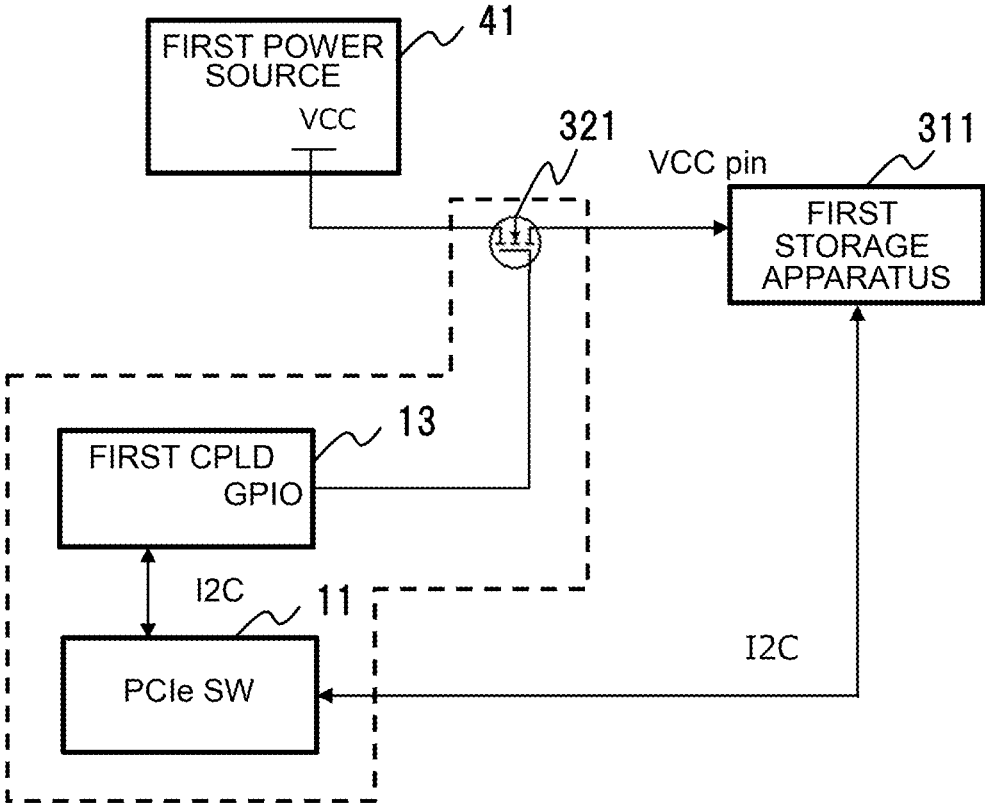 41
FIRST POWER
SOURCE
VCC
321
VCC pin
311
FIRST
STORAGE
APPARATUS
13
FIRST CPLD
GPIO
I2C
11
PCIe SW
I2C